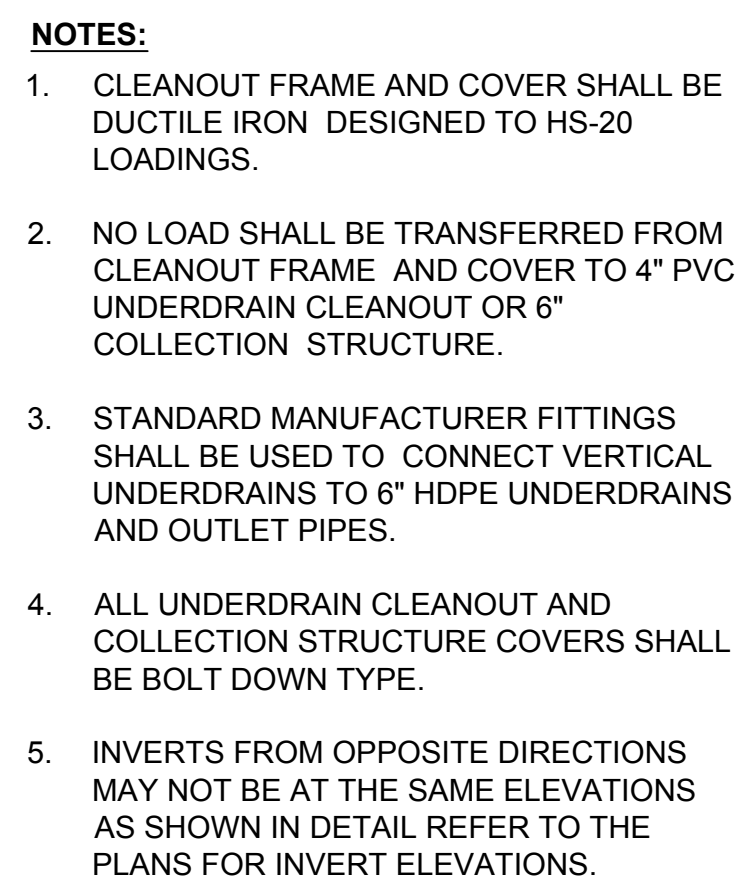 NOTES:
1. CLEANOUT FRAME AND COVER SHALL BE
DUCTILE IRON DESIGNED TO HS-20
LOADINGS.
2. NO LOAD SHALL BE TRANSFERRED FROM
CLEANOUT FRAME AND COVER TO 4" PVC
UNDERDRAIN CLEANOUT OR 6"
COLLECTION STRUCTURE.
3. STANDARD MANUFACTURER FITTINGS
SHALL BE USED TO CONNECT VERTICAL
UNDERDRAINS TO 6" HDPE UNDERDRAINS
AND OUTLET PIPES.
4. ALL UNDERDRAIN CLEANOUT AND
COLLECTION STRUCTURE COVERS SHALL
BE BOLT DOWN TYPE.
5. INVERTS FROM OPPOSITE DIRECTIONS
MAY NOT BE AT THE SAME ELEVATIONS
AS SHOWN IN DETAIL REFER TO THE
PLANS FOR INVERT ELEVATIONS.